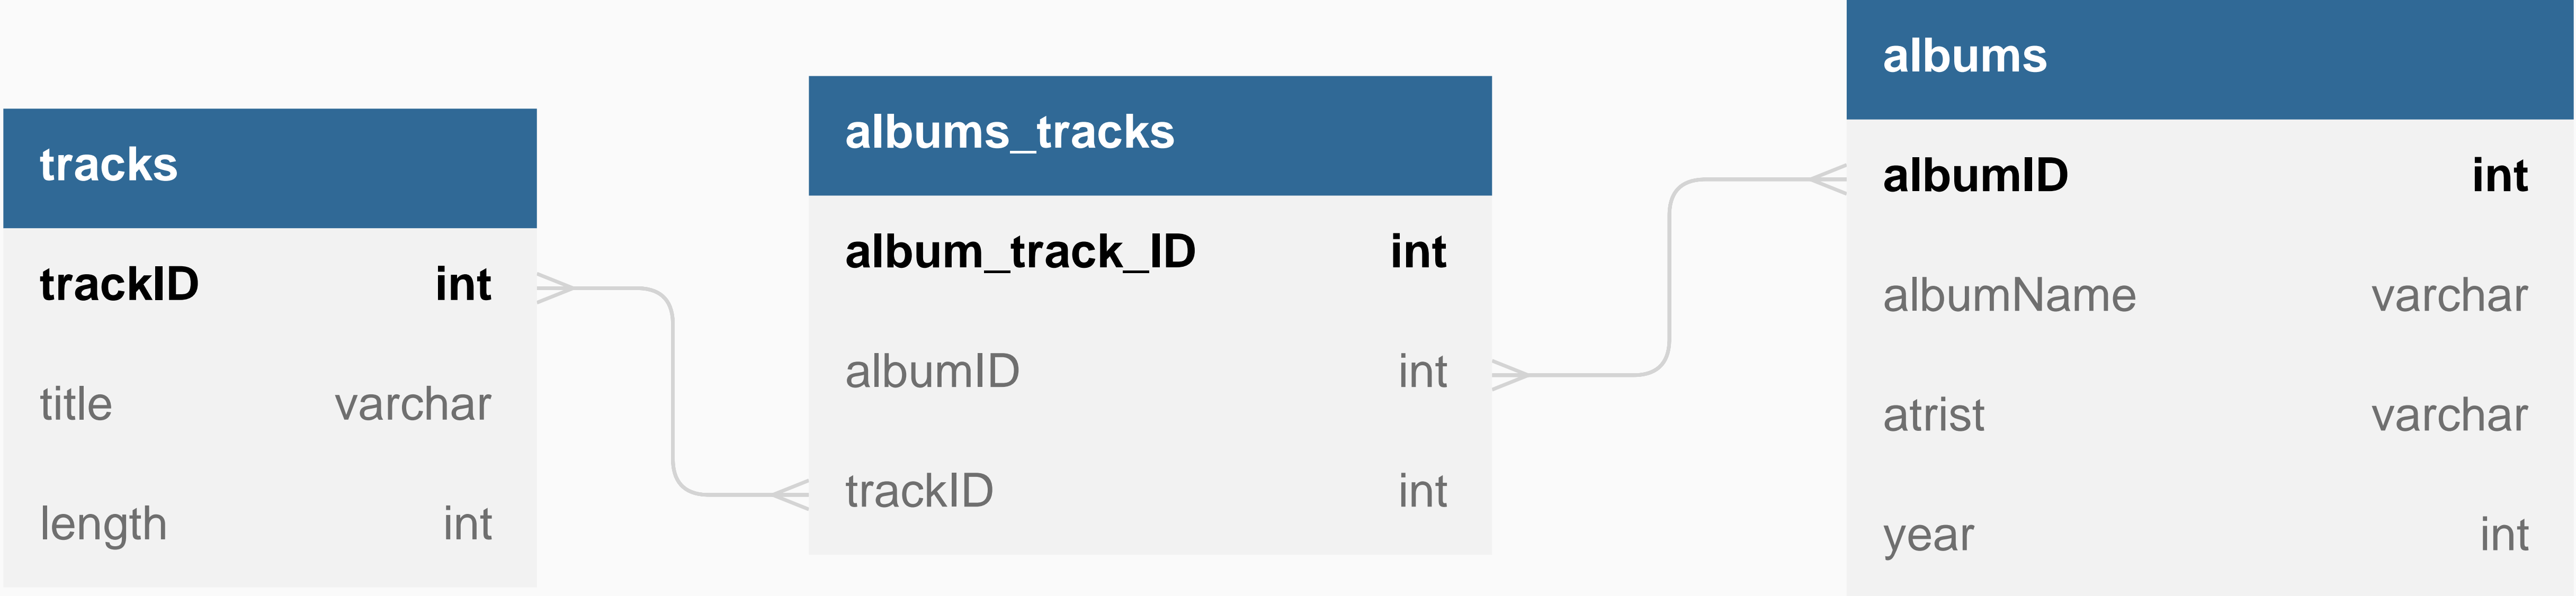 tracks
trackID int
title varchar
length int
albums_tracks
album_track_ID int
albumID int
trackID int
albums
albumID int
albumName varchar
atrist varchar
year int